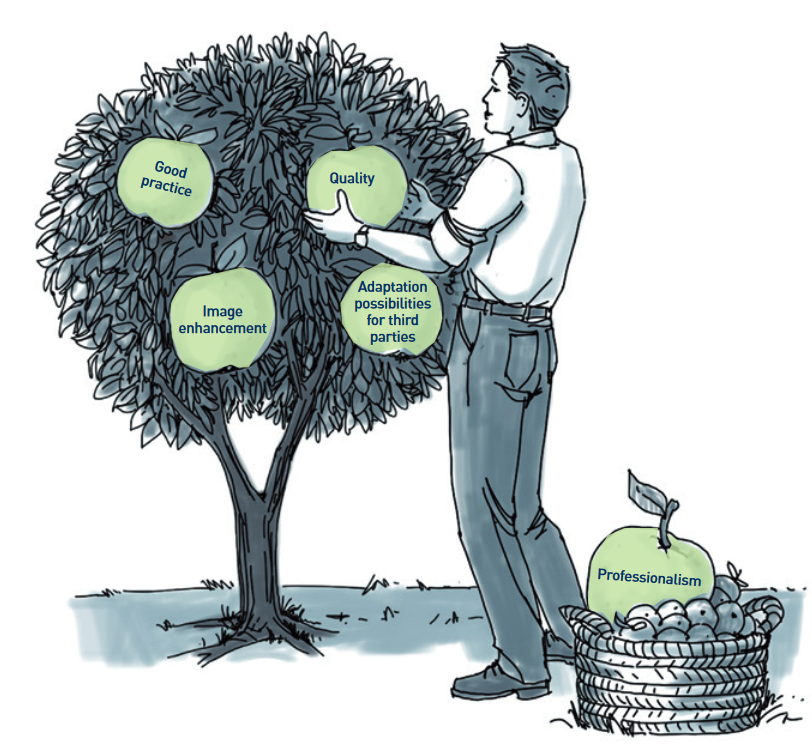 Good
practice
Quality
Image
enhancement
Adaptation
possibilities
for third
parties
Professionalism